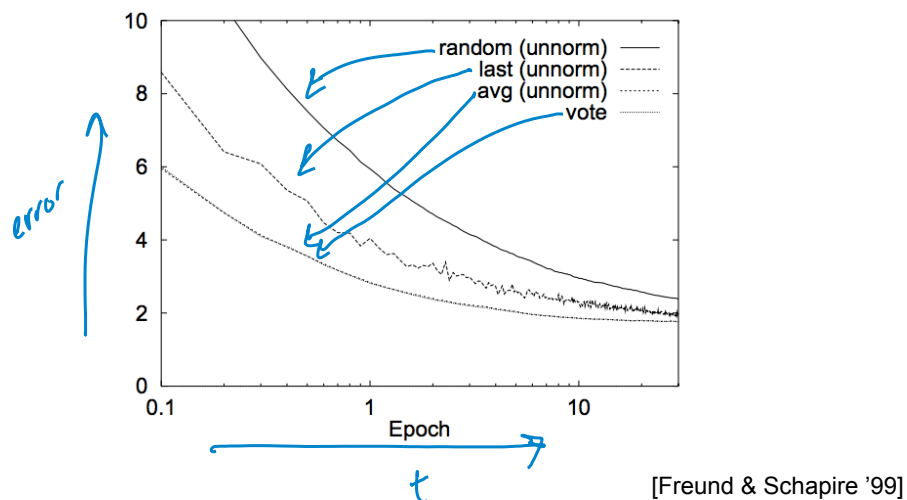 10
random (unnorm)
last (unnorm)
avg (unnorm)
vote
8
6
error
4
2
0
0.1
1
10
Epoch
t
[Freund & Schapire '99]